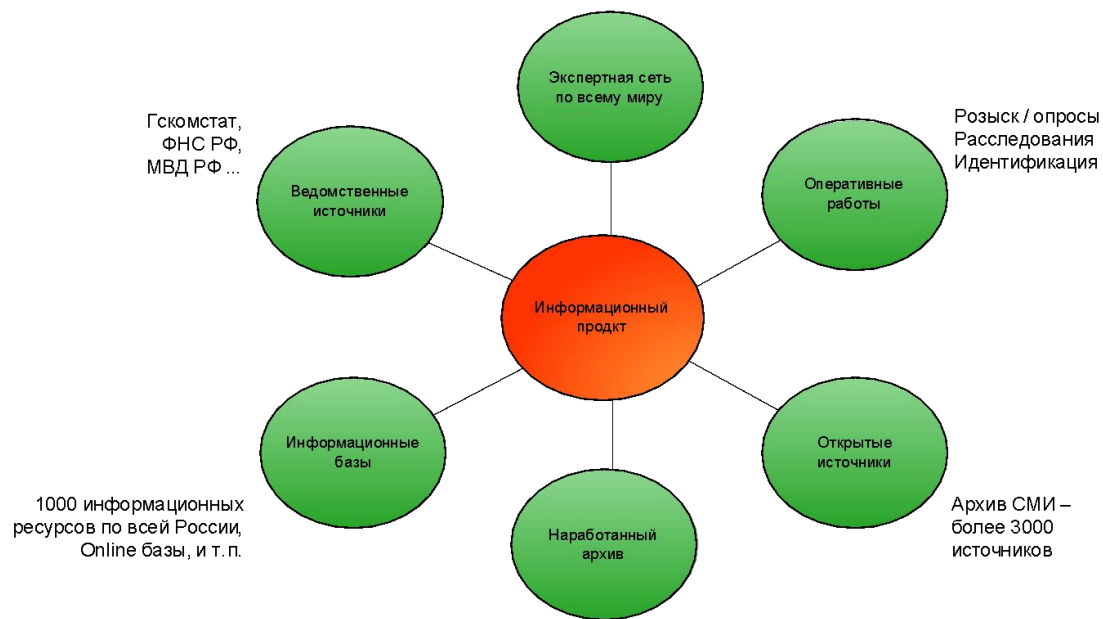 Экспертная сеть
по всему миру
Гскомстат,
ФНС РФ,
МВД РФ ...
Ведомственные
источники
Розыск / опросы
Расследования
Идентификация
Оперативные
работы
Информационный
продкт
Информационные
базы
1000 информационных
ресурсов по всей России,
Online базы, и т.п.
Наработанный
архив
Открытые
источники
Архив СМИ –
более 3000
источников